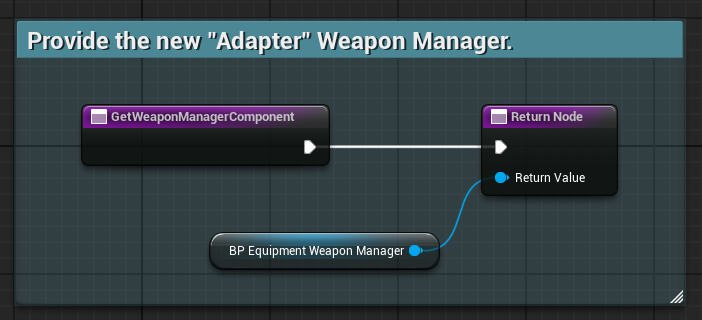 Provide the new "Adapter" Weapon Manager.
GetWeaponManagerComponent
Return Node
Return Value
BP Equipment Weapon Manager